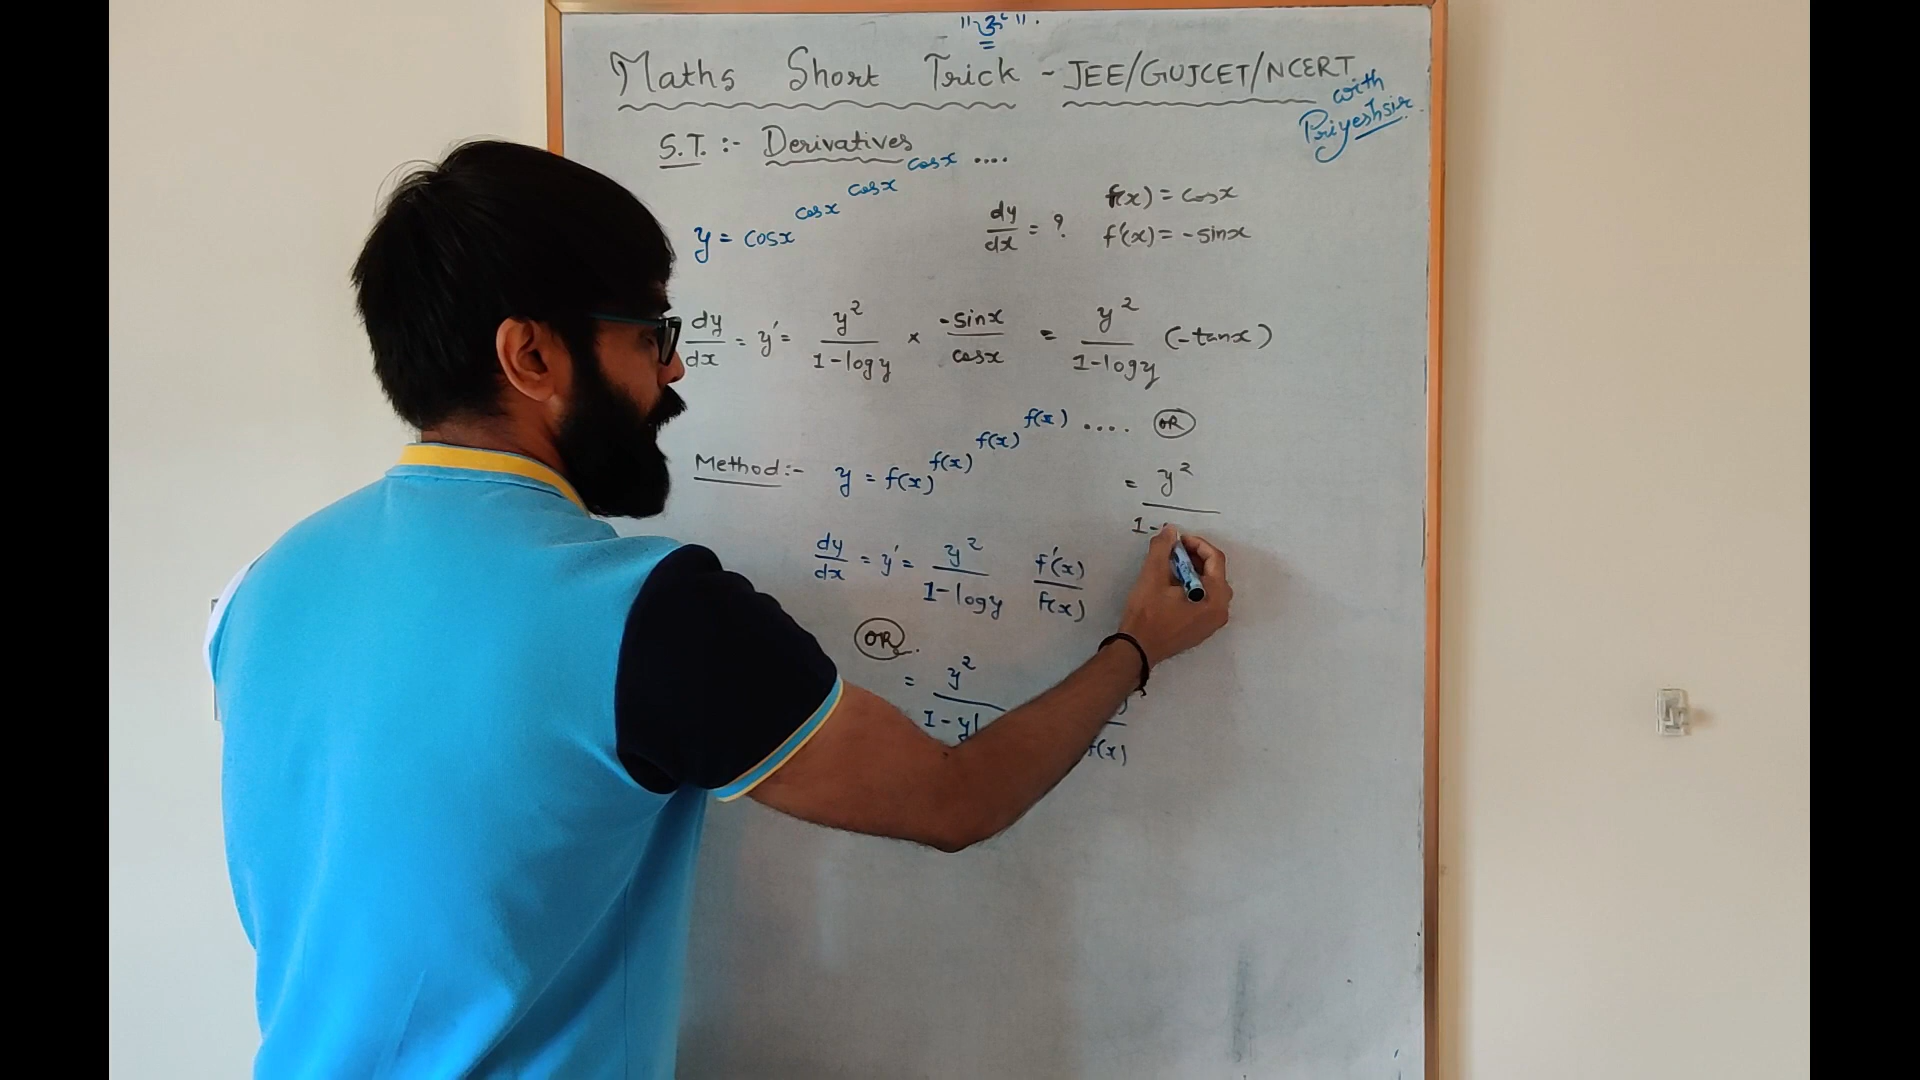 "ૐ".
Maths Short Trick - JEE/GUJCET/NCERT
with
Priyeshsir
S.T. :- Derivatives
y = cosx^cosx^cosx^cosx ....
dy/dx = ?
f(x) = cosx
f'(x) = -sinx
dy/dx = y' = y²/(1-logy) × -sinx/cosx = y²/(1-logy) (-tanx)
OR
= y²
1-
Method:- y = f(x)^f(x)^f(x)^f(x) ....
dy/dx = y' = y²/(1-logy) f'(x)/f(x)
OR
= y²
1-y
f(x)